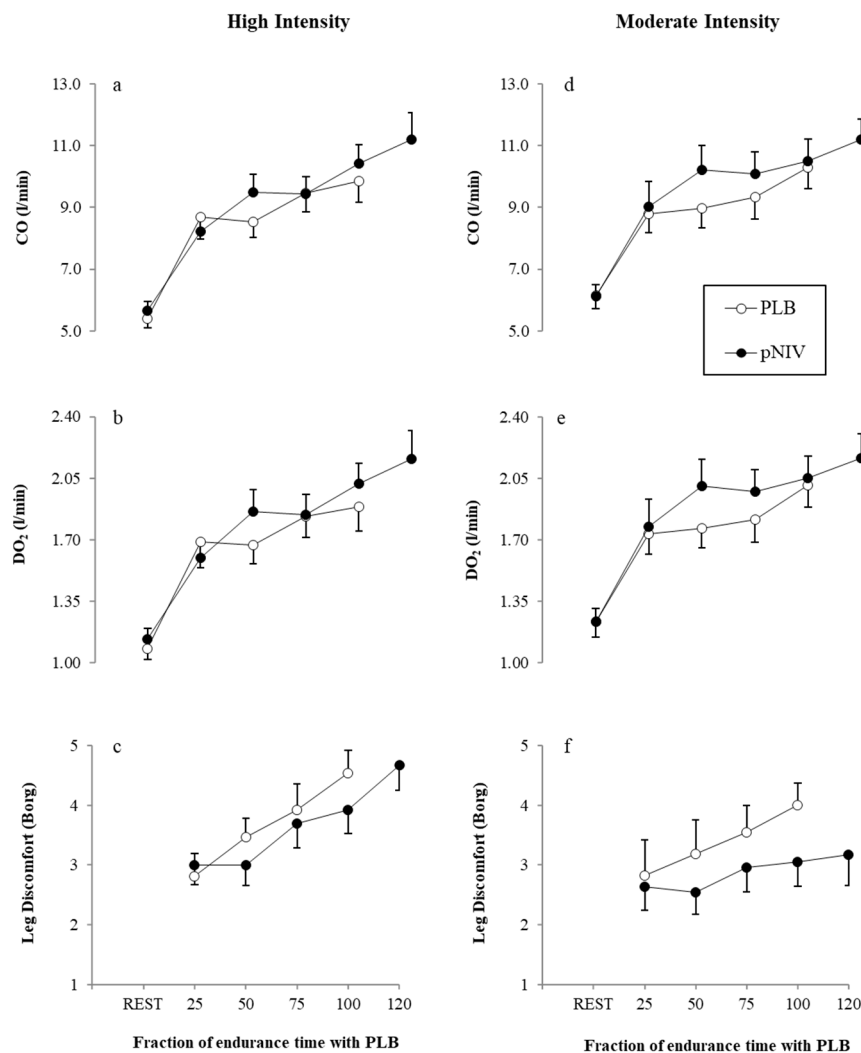 High Intensity
Moderate Intensity
a
13.0
11.0
9.0
7.0
5.0
CO (l/min)
d
13.0
11.0
9.0
7.0
5.0
CO (l/min)
PLB
pNIV
b
2.40
2.05
1.70
1.35
1.00
DO₂ (l/min)
e
2.40
2.05
1.70
1.35
1.00
DO₂ (l/min)
c
5
4
3
2
1
Leg Discomfort (Borg)
REST 25 50 75 100 120
Fraction of endurance time with PLB
f
5
4
3
2
1
Leg Discomfort (Borg)
REST 25 50 75 100 120
Fraction of endurance time with PLB